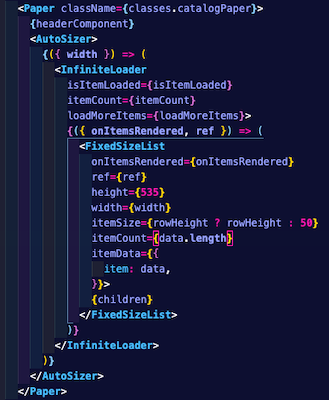 <Paper className={classes.catalogPaper}>
{headerComponent}
<AutoSizer>
{({ width }) => (
<InfiniteLoader
isItemLoaded={isItemLoaded}
itemCount={itemCount}
loadMoreItems={loadMoreItems}>
{({ onItemsRendered, ref }) => (
<FixedSizeList
onItemsRendered={onItemsRendered}
ref={ref}
height={535}
width={width}
itemSize={rowHeight ? rowHeight : 50}
itemCount={data.length}
itemData={{
item: data,
}}>
{children}
</FixedSizeList>
)}
</InfiniteLoader>
)}
</AutoSizer>
</Paper>